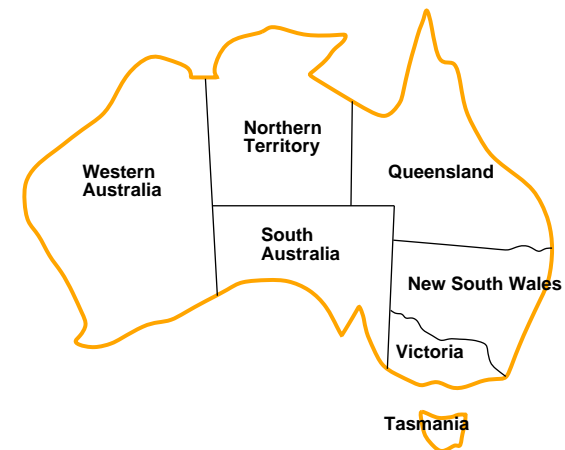 Northern
Territory
Western
Australia
Queensland
South
Australia
New South Wales
Victoria
Tasmania